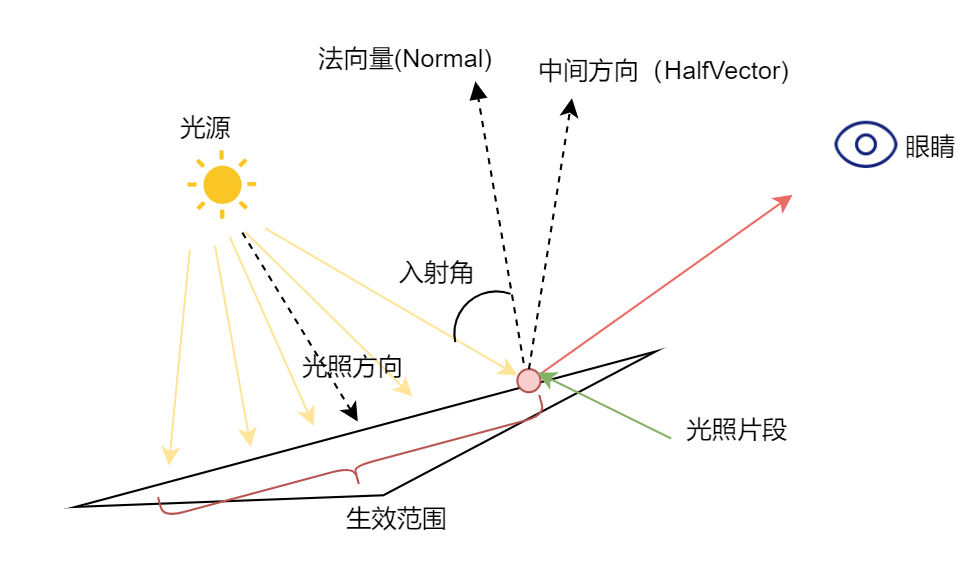 法向量(Normal)
中间方向（HalfVector)
光源
眼睛
入射角
光照方向
光照片段
生效范围